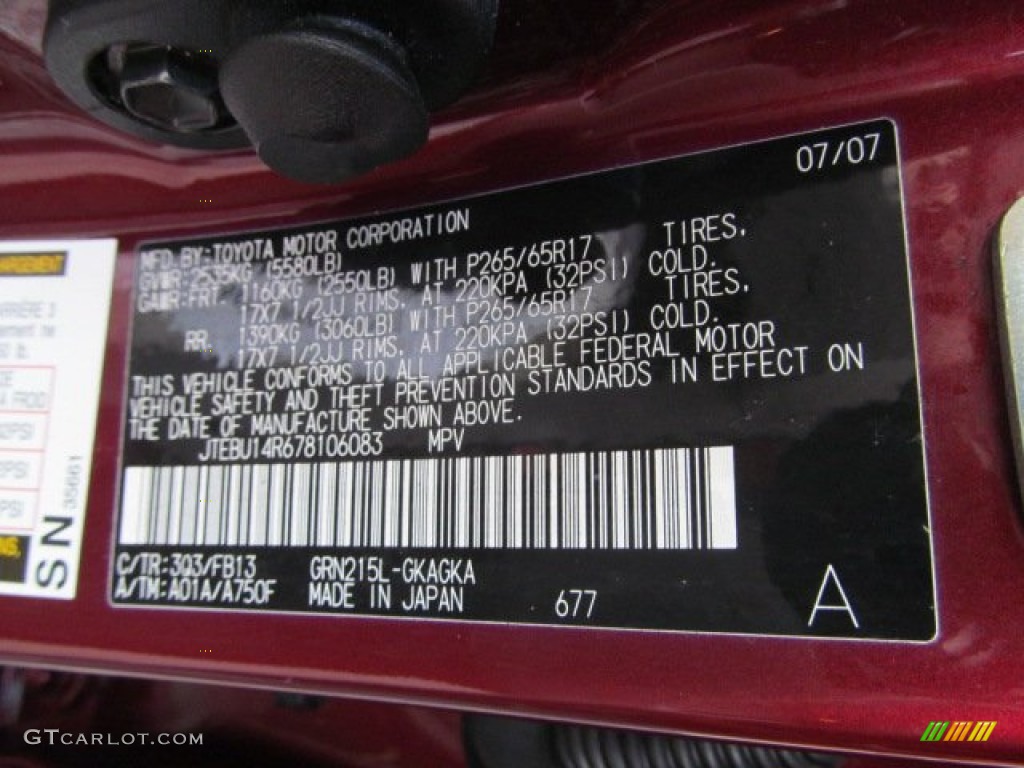 07/07
MFD BY:TOYOTA MOTOR CORPORATION
GVWR:2535KG (5580LB)
GAWR:FRT. 1160KG (2550LB) WITH P265/65R17 TIRES,
17X7 1/2JJ RIMS, AT 220KPA (32PSI) COLD.
RR. 1390KG (3060LB) WITH P265/65R17 TIRES,
17X7 1/2JJ RIMS, AT 220KPA (32PSI) COLD.
THIS VEHICLE CONFORMS TO ALL APPLICABLE FEDERAL MOTOR
VEHICLE SAFETY AND THEFT PREVENTION STANDARDS IN EFFECT ON
THE DATE OF MANUFACTURE SHOWN ABOVE.
JTEBU14R678106083 MPV
C/TR:3Q3/FB13 GRN215L-GKAGKA
A/TM:A01A/A750F MADE IN JAPAN 677 A
SN 35661
GTCARLOT.COM